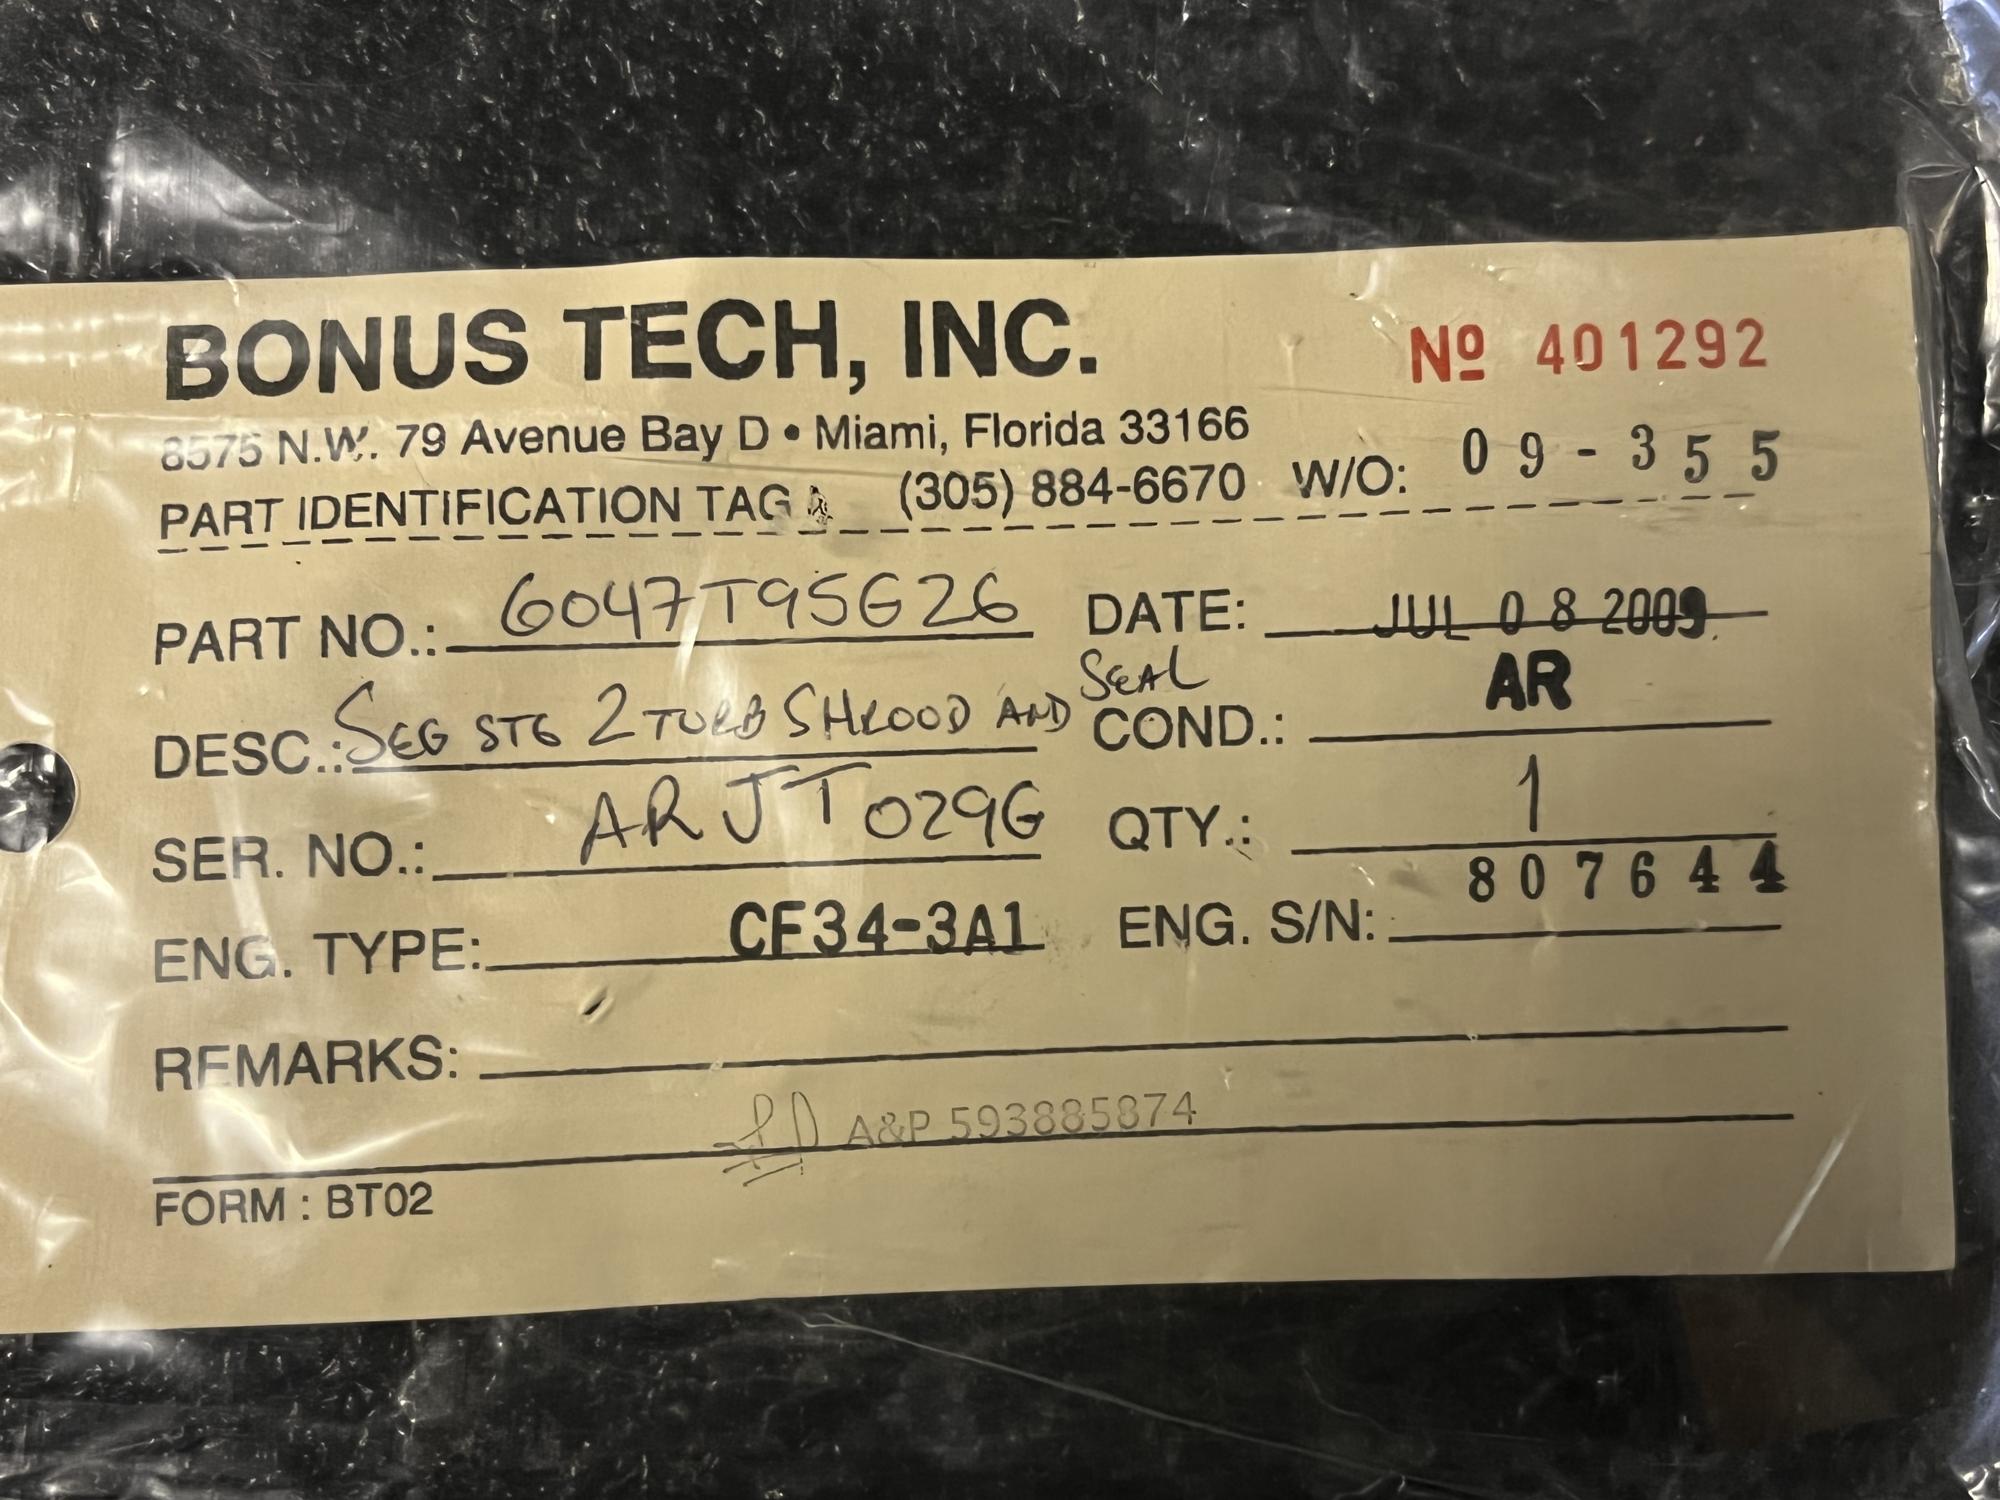 BONUS TECH, INC.
Nº 401292
8575 N.W. 79 Avenue Bay D • Miami, Florida 33166
PART IDENTIFICATION TAG (305) 884-6670 W/O: 09-355
PART NO.: 6047T95G26 DATE: JUL 08 2009
DESC.: SEG STG 2 TURB SHROOD AND SEAL COND.: AR
SER. NO.: ARJT029G QTY.: 1
ENG. TYPE: CF34-3A1 ENG. S/N: 807644
REMARKS:
A&P 593885874
FORM : BT02